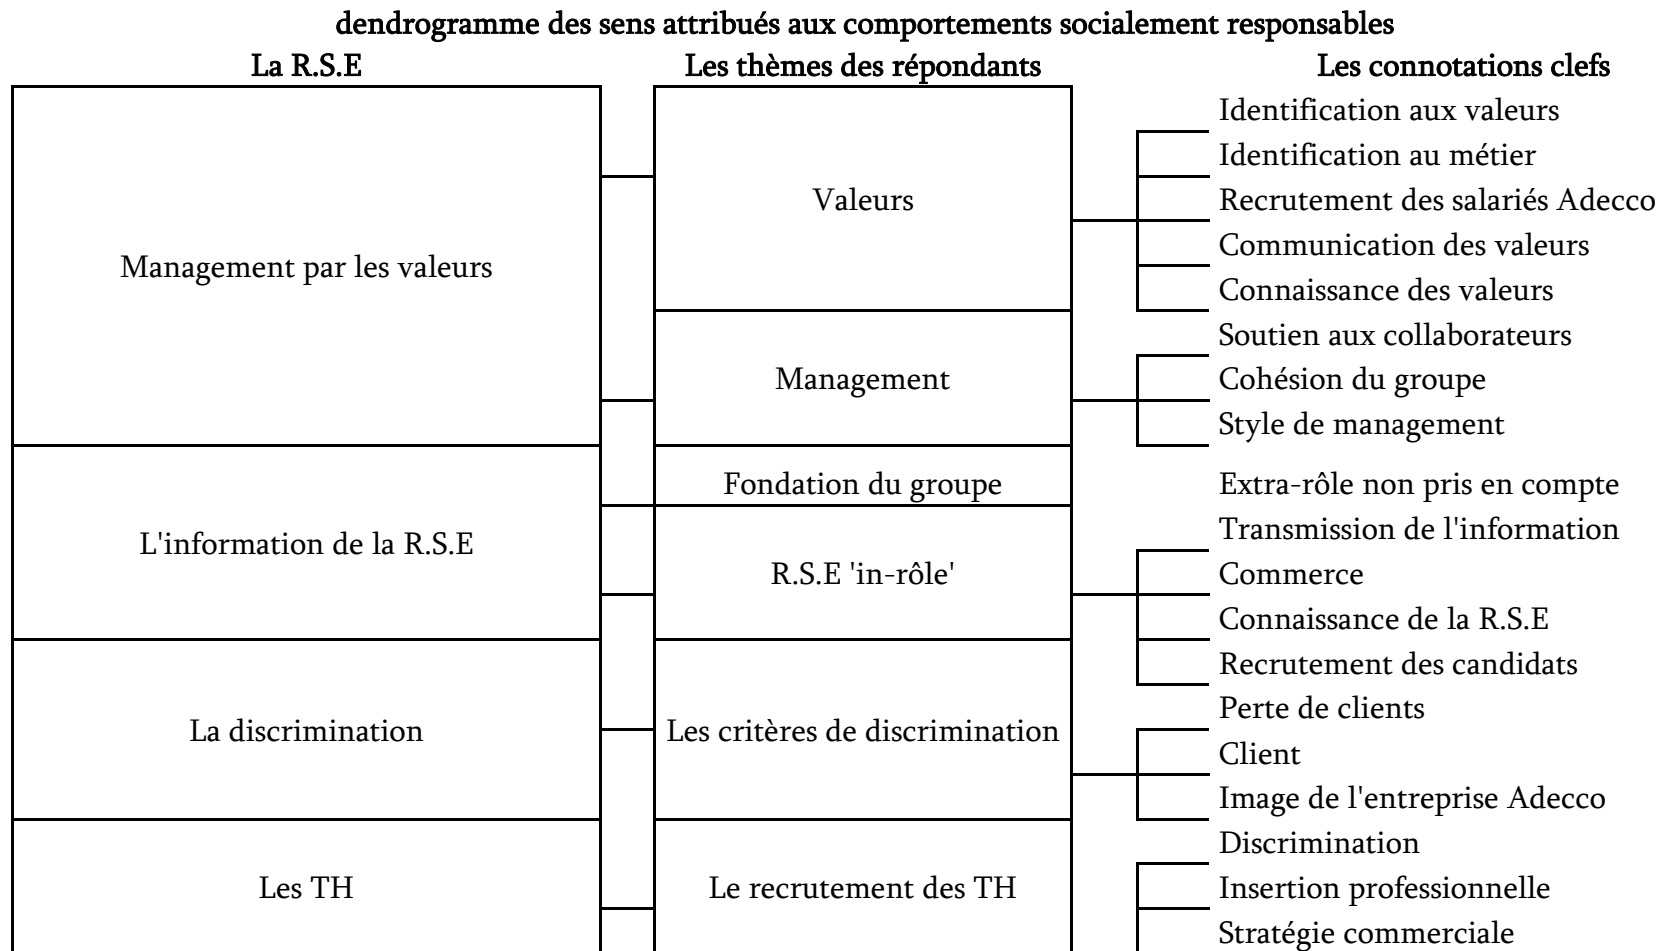 dendrogramme des sens attribués aux comportements socialement responsables
La R.S.E
Les thèmes des répondants
Les connotations clefs
Management par les valeurs
Valeurs
Identification aux valeurs
Identification au métier
Recrutement des salariés Adecco
Communication des valeurs
Connaissance des valeurs
Management
Soutien aux collaborateurs
Cohésion du groupe
Style de management
L'information de la R.S.E
Fondation du groupe
Extra-rôle non pris en compte
R.S.E 'in-rôle'
Transmission de l'information
Commerce
Connaissance de la R.S.E
Recrutement des candidats
La discrimination
Les critères de discrimination
Perte de clients
Client
Image de l'entreprise Adecco
Discrimination
Les TH
Le recrutement des TH
Insertion professionnelle
Stratégie commerciale